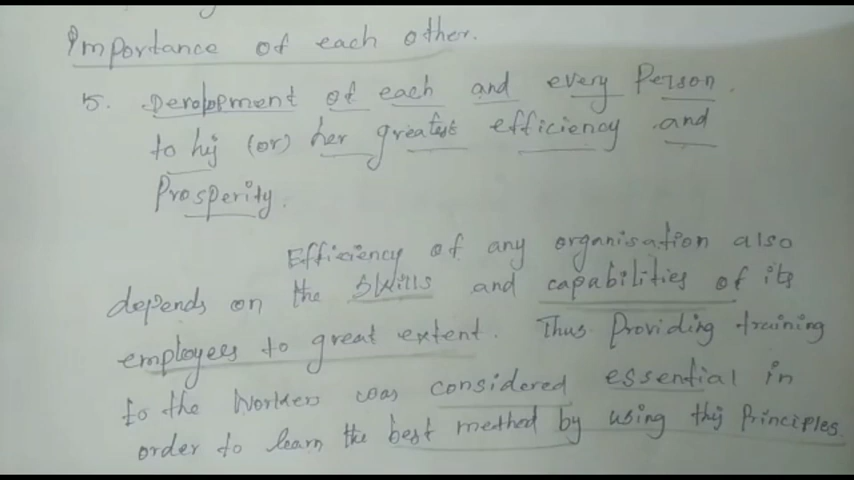 Importance of each other.
5. Development of each and every Person
to his (or) her greatest efficiency and
Prosperity.
Efficiency of any organisation also
depends on the Skills and capabilities of its
employees to great extent. Thus Providing training
to the Workers was considered essential in
order to learn the best method by using this Principles.